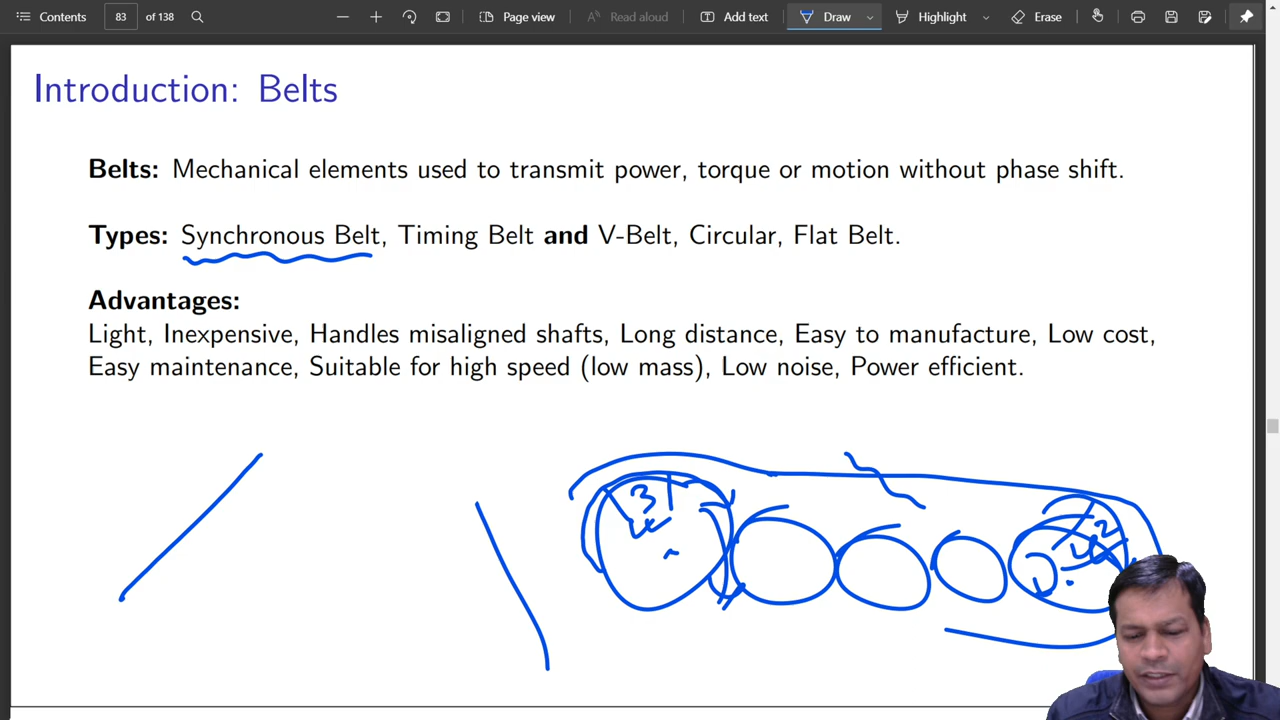 Contents 83 of 138 Page view Read aloud Add text Draw Highlight Erase
Introduction: Belts
Belts: Mechanical elements used to transmit power, torque or motion without phase shift.
Types: Synchronous Belt, Timing Belt and V-Belt, Circular, Flat Belt.
Advantages:
Light, Inexpensive, Handles misaligned shafts, Long distance, Easy to manufacture, Low cost,
Easy maintenance, Suitable for high speed (low mass), Low noise, Power efficient.
3
2